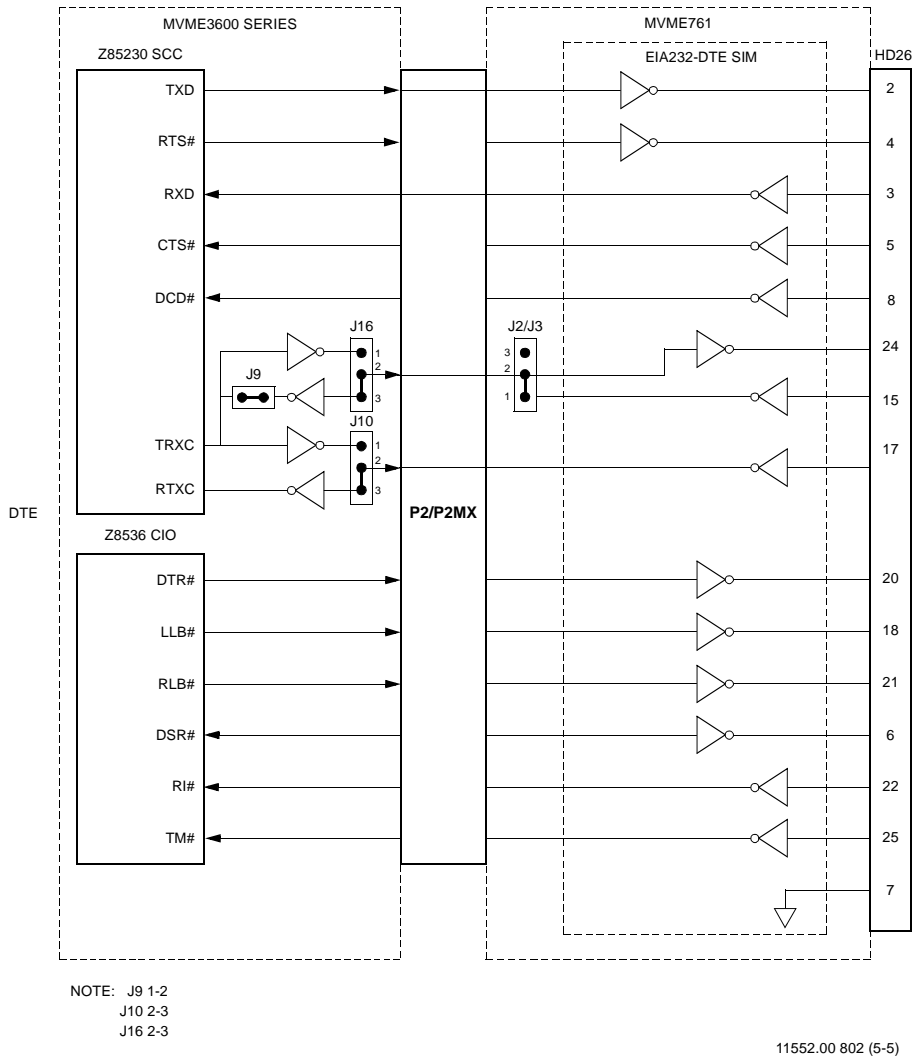 MVME3600 SERIES
MVME761
Z85230 SCC
EIA232-DTE SIM
HD26
TXD
2
RTS#
4
RXD
3
CTS#
5
DCD#
8
J16
J2/J3
1
2
3
3
2
1
24
J9
15
J10
1
2
3
TRXC
17
RTXC
DTE
P2/P2MX
Z8536 CIO
DTR#
20
LLB#
18
RLB#
21
DSR#
6
RI#
22
TM#
25
7
NOTE: J9 1-2
J10 2-3
J16 2-3
11552.00 802 (5-5)